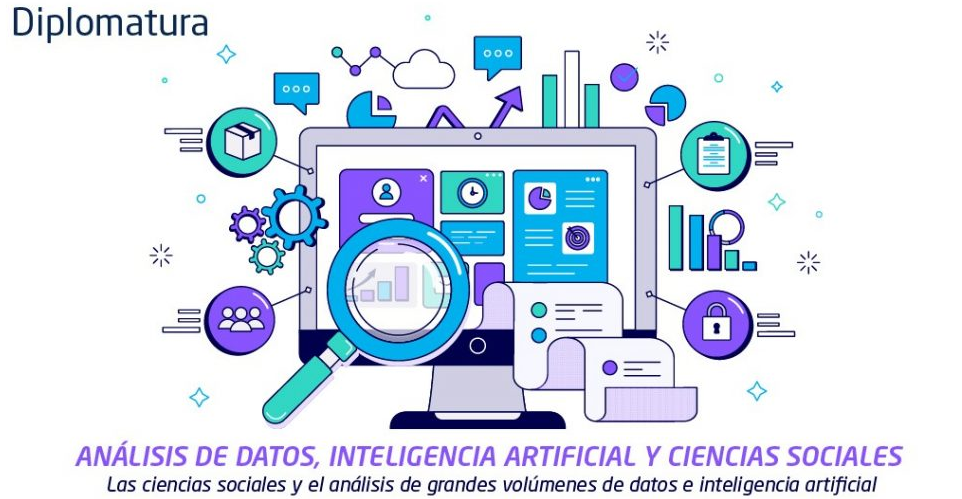 Diplomatura
ANÁLISIS DE DATOS, INTELIGENCIA ARTIFICIAL Y CIENCIAS SOCIALES
Las ciencias sociales y el análisis de grandes volúmenes de datos e inteligencia artificial